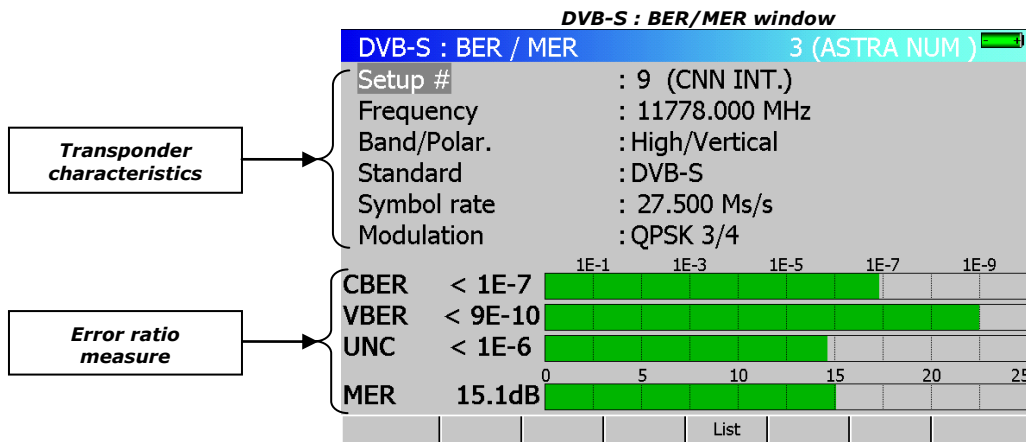 DVB-S : BER/MER window
DVB-S : BER / MER 3 (ASTRA NUM )
Setup # : 9 (CNN INT.)
Frequency : 11778.000 MHz
Band/Polar. : High/Vertical
Standard : DVB-S
Symbol rate : 27.500 Ms/s
Modulation : QPSK 3/4
Transponder
characteristics
1E-1 1E-3 1E-5 1E-7 1E-9
CBER < 1E-7
VBER < 9E-10
UNC < 1E-6
0 5 10 15 20 25
MER 15.1dB
Error ratio
measure
List